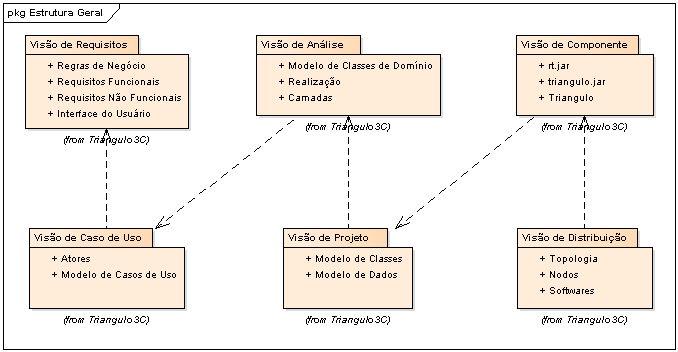 pkg Estrutura Geral
Visão de Requisitos
+ Regras de Negócio
+ Requisitos Funcionais
+ Requisitos Não Funcionais
+ Interface do Usuário
(from Triangulo3C)
Visão de Análise
+ Modelo de Classes de Domínio
+ Realização
+ Camadas
(from Triangulo3C)
Visão de Componente
+ rt.jar
+ triangulo.jar
+ Triangulo
(from Triangulo3C)
Visão de Caso de Uso
+ Atores
+ Modelo de Casos de Uso
(from Triangulo3C)
Visão de Projeto
+ Modelo de Classes
+ Modelo de Dados
(from Triangulo3C)
Visão de Distribuição
+ Topologia
+ Nodos
+ Softwares
(from Triangulo3C)